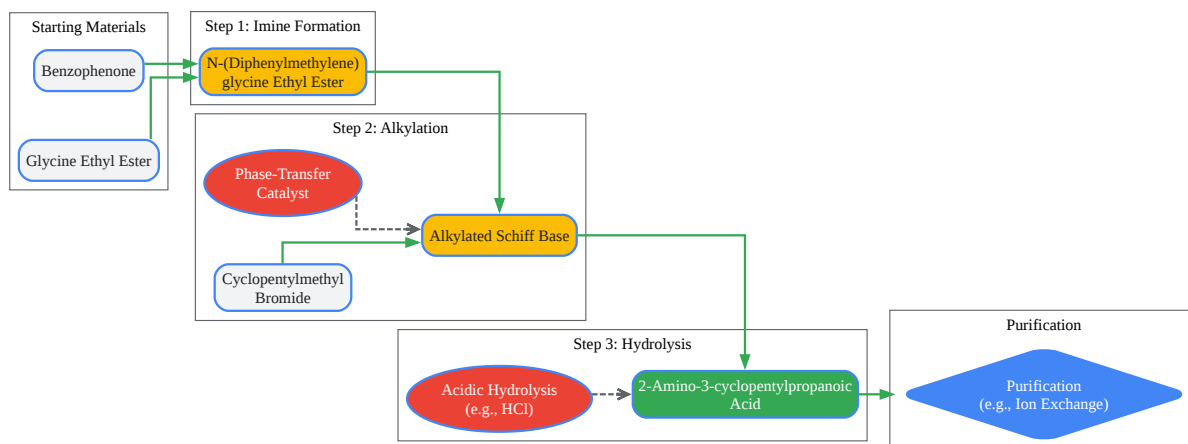 Starting Materials
Benzophenone
Glycine Ethyl Ester
Step 1: Imine Formation
N-(Diphenylmethylene)
glycine Ethyl Ester
Step 2: Alkylation
Phase-Transfer
Catalyst
Alkylated Schiff Base
Cyclopentylmethyl
Bromide
Step 3: Hydrolysis
Acidic Hydrolysis
(e.g., HCl)
2-Amino-3-cyclopentylpropanoic
Acid
Purification
Purification
(e.g., Ion Exchange)